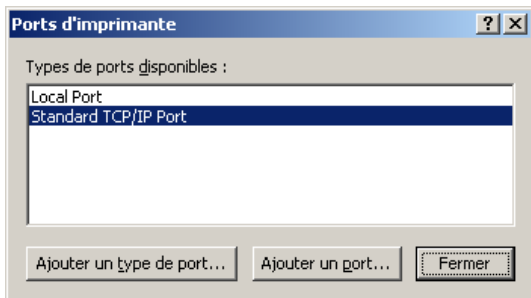 Ports d'imprimante
Types de ports disponibles :
Local Port
Standard TCP/IP Port
Ajouter un type de port... Ajouter un port... Fermer